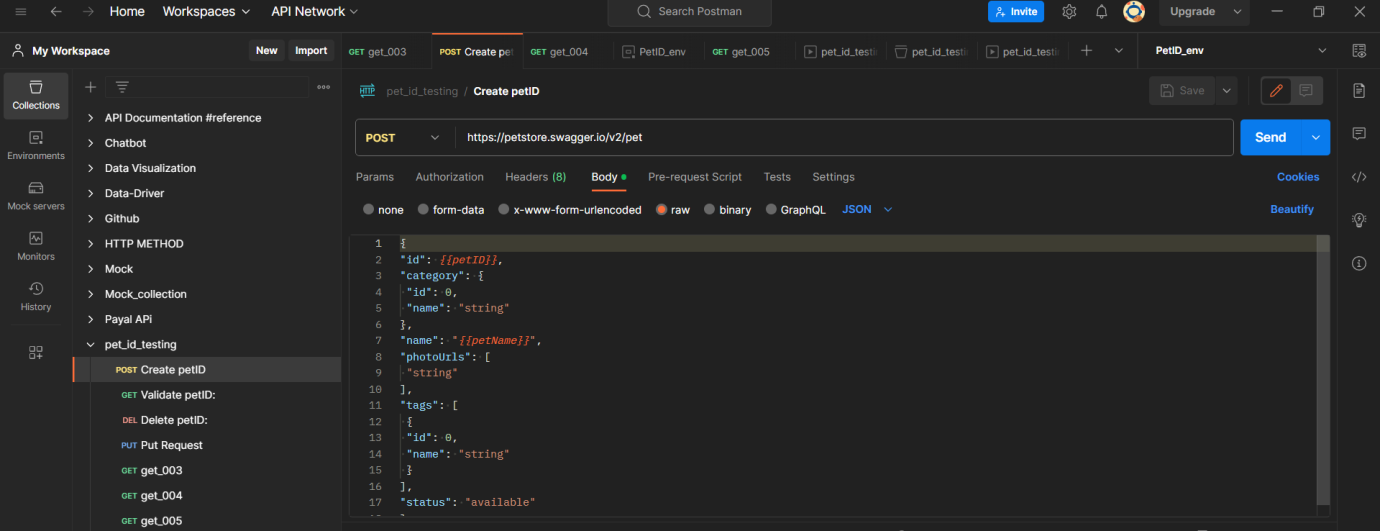 Home Workspaces API Network Search Postman Invite Upgrade
My Workspace New Import GET get_003 POST Create pet GET get_004 PetID_env GET get_005 pet_id_testi pet_id_testi pet_id_testi PetID_env
Collections
Environments
Mock servers
Monitors
History
API Documentation #reference
Chatbot
Data Visualization
Data-Driver
Github
HTTP METHOD
Mock
Mock_collection
Payal APi
pet_id_testing
POST Create petID
GET Validate petID:
DEL Delete petID:
PUT Put Request
GET get_003
GET get_004
GET get_005
HTTP pet_id_testing / Create petID Save
POST https://petstore.swagger.io/v2/pet Send
Params Authorization Headers (8) Body Pre-request Script Tests Settings Cookies
none form-data x-www-form-urlencoded raw binary GraphQL JSON Beautify
1 {
2 "id": {{petID}},
3 "category": {
4 "id": 0,
5 "name": "string"
6 },
7 "name": "{{petName}}",
8 "photoUrls": [
9 "string"
10 ],
11 "tags": [
12 {
13 "id": 0,
14 "name": "string"
15 }
16 ],
17 "status": "available"